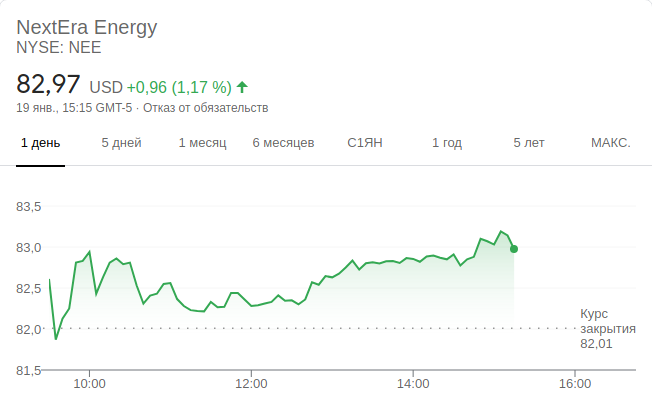 NextEra Energy
NYSE: NEE
82,97 USD +0,96 (1,17 %)
19 янв., 15:15 GMT-5 · Отказ от обязательств
1 день 5 дней 1 месяц 6 месяцев С1ЯН 1 год 5 лет МАКС.
83,5
83,0
82,5
82,0
81,5
Курс
закрытия
82,01
10:00 12:00 14:00 16:00